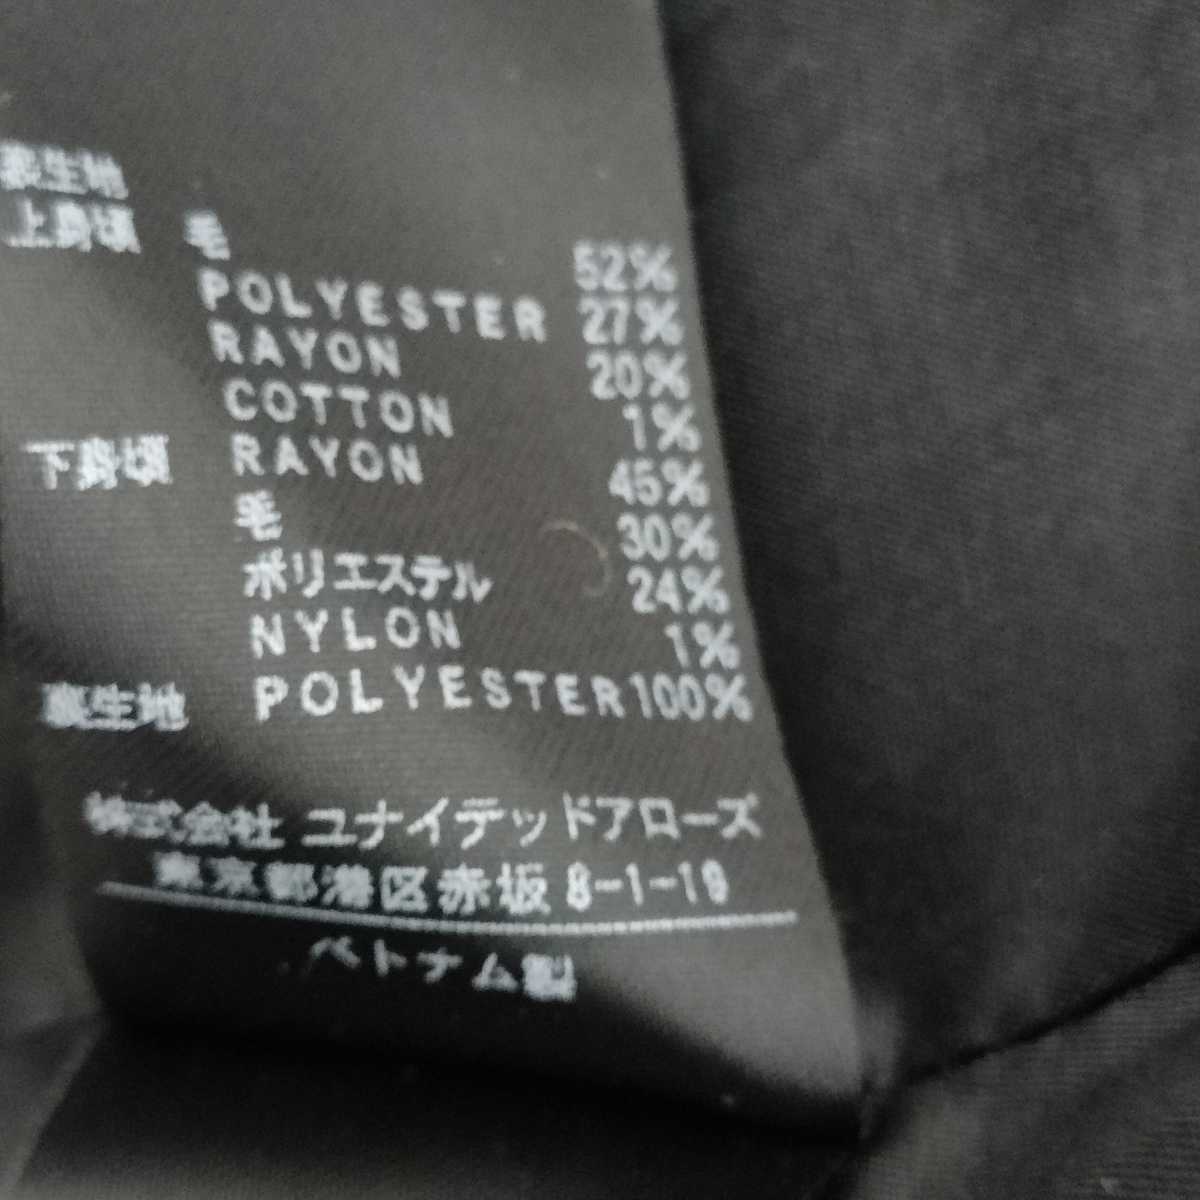 表生地
上身頃 毛 52%
POLYESTER 27%
RAYON 20%
COTTON 1%
下身頃 RAYON 45%
毛 30%
ポリエステル 24%
NYLON 1%
裏生地 POLYESTER 100%
株式会社 ユナイテッドアローズ
東京都港区赤坂 8-1-19
ベトナム製